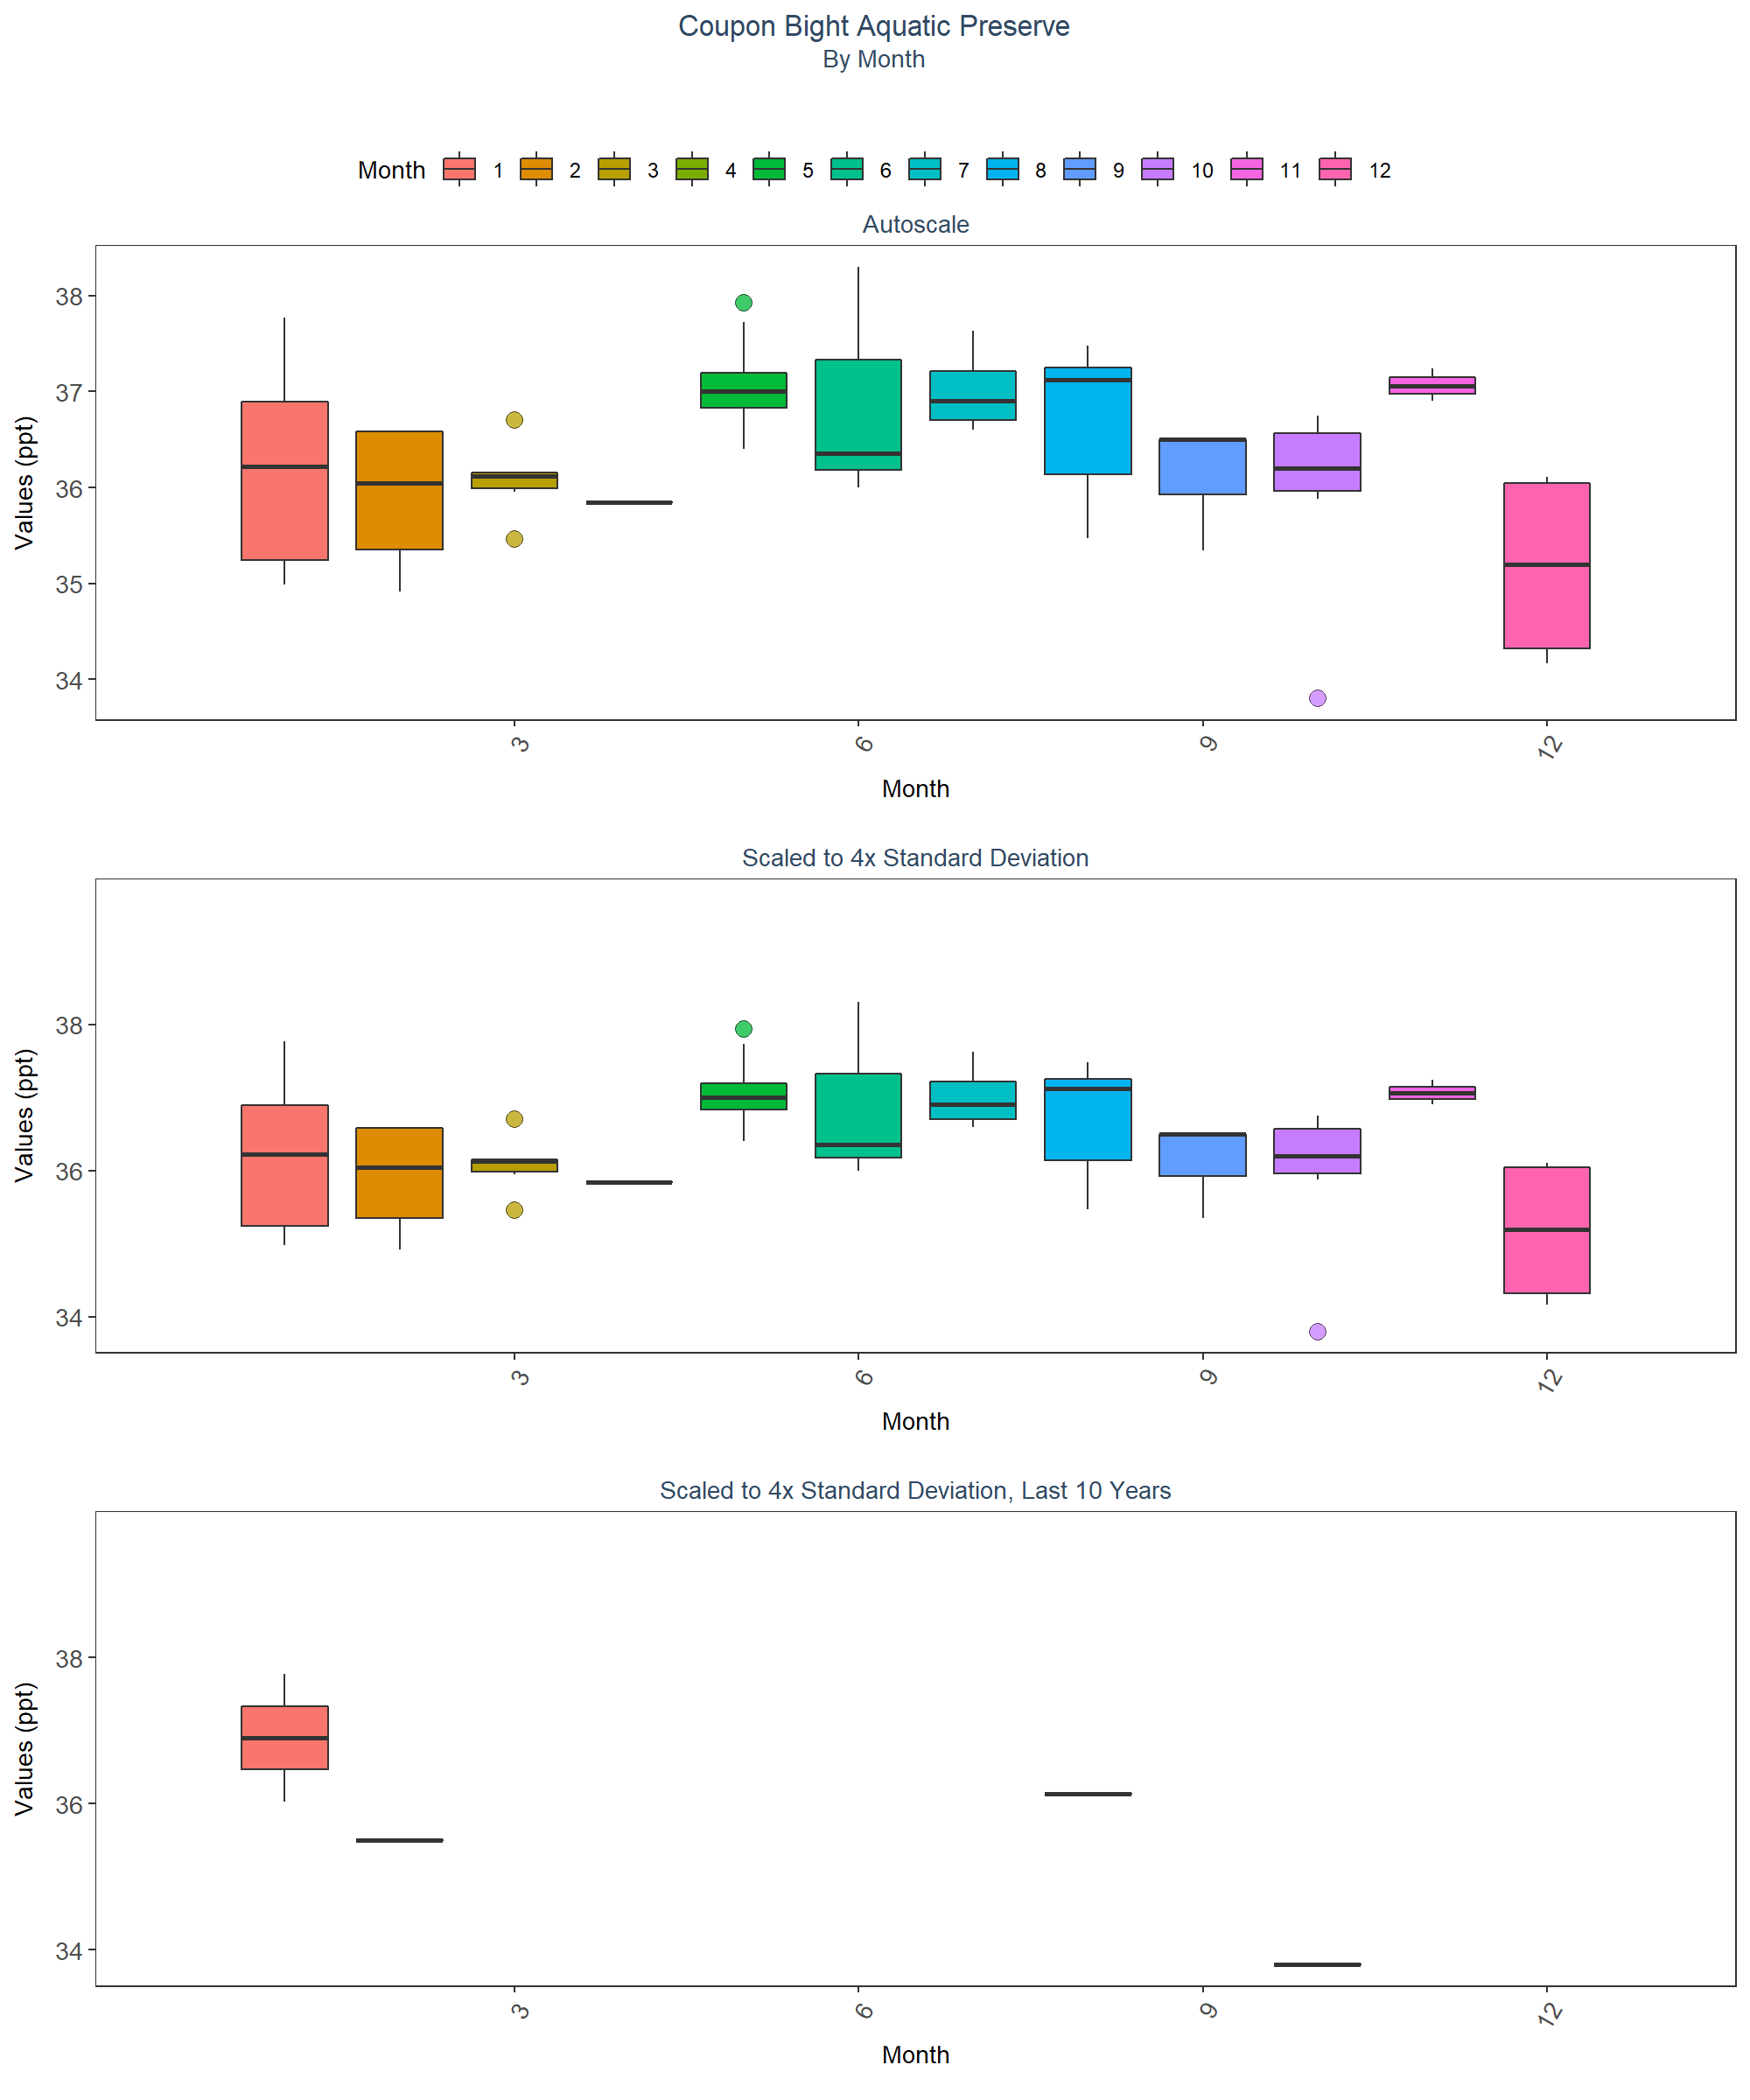 Coupon Bight Aquatic Preserve
By Month
Month 1 2 3 4 5 6 7 8 9 10 11 12
Autoscale
Values (ppt)
38
37
36
35
34
3 6 9 12
Month
Scaled to 4x Standard Deviation
Values (ppt)
38
36
34
3 6 9 12
Month
Scaled to 4x Standard Deviation, Last 10 Years
Values (ppt)
38
36
34
3 6 9 12
Month